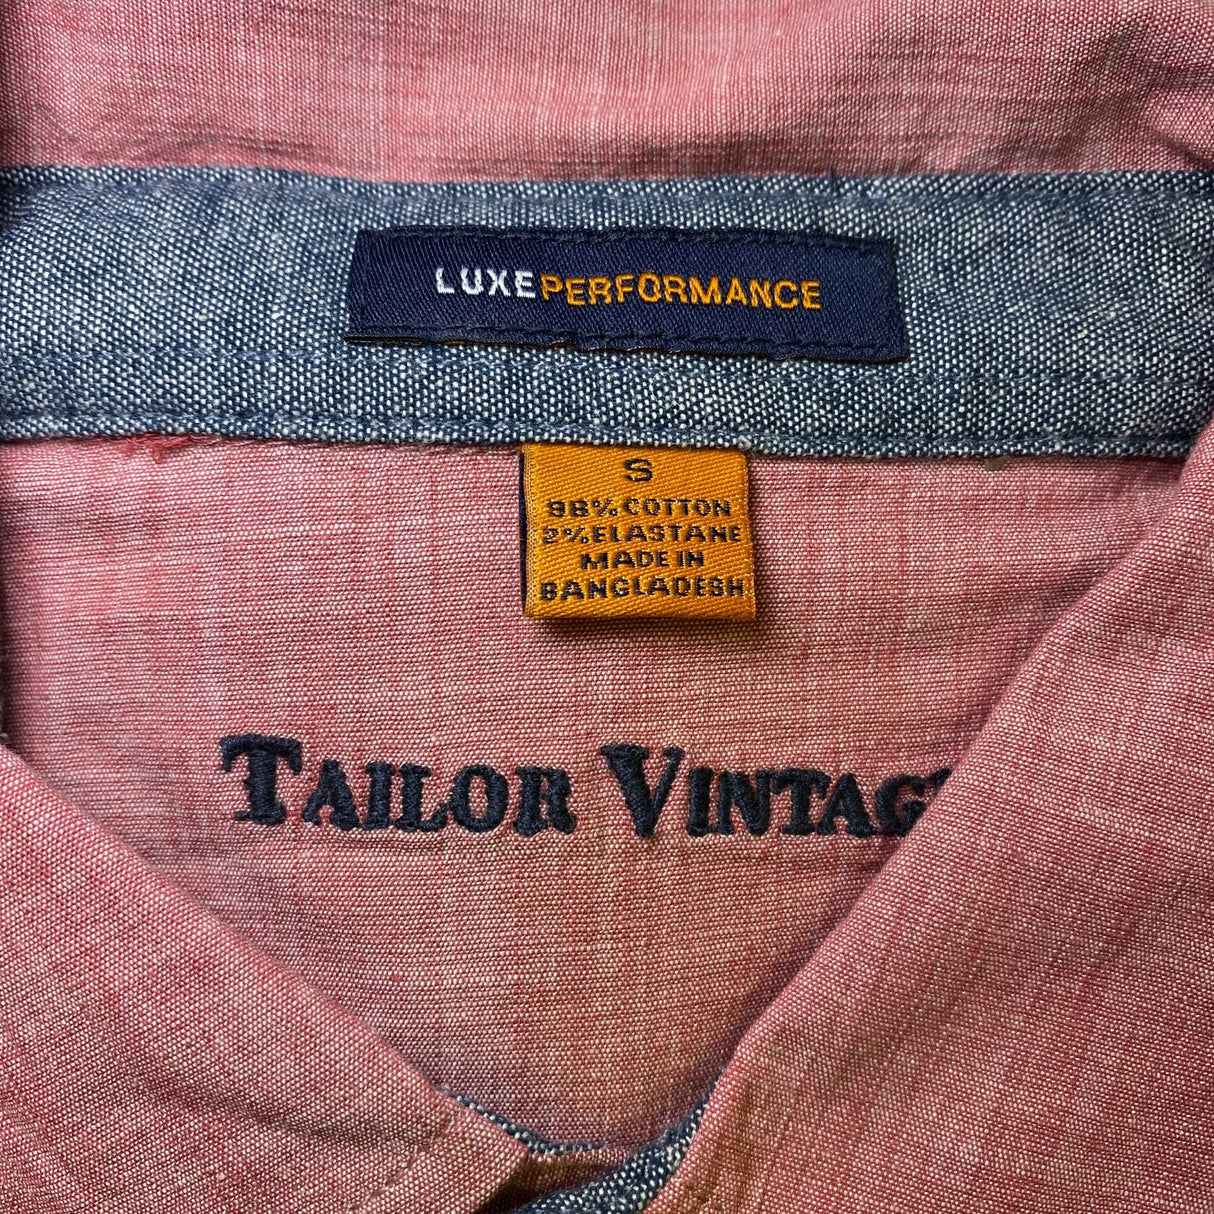 LUXEPERFORMANCE
S
98% COTTON
2% ELASTANE
MADE IN
BANGLADESH
TAILOR VINTAG